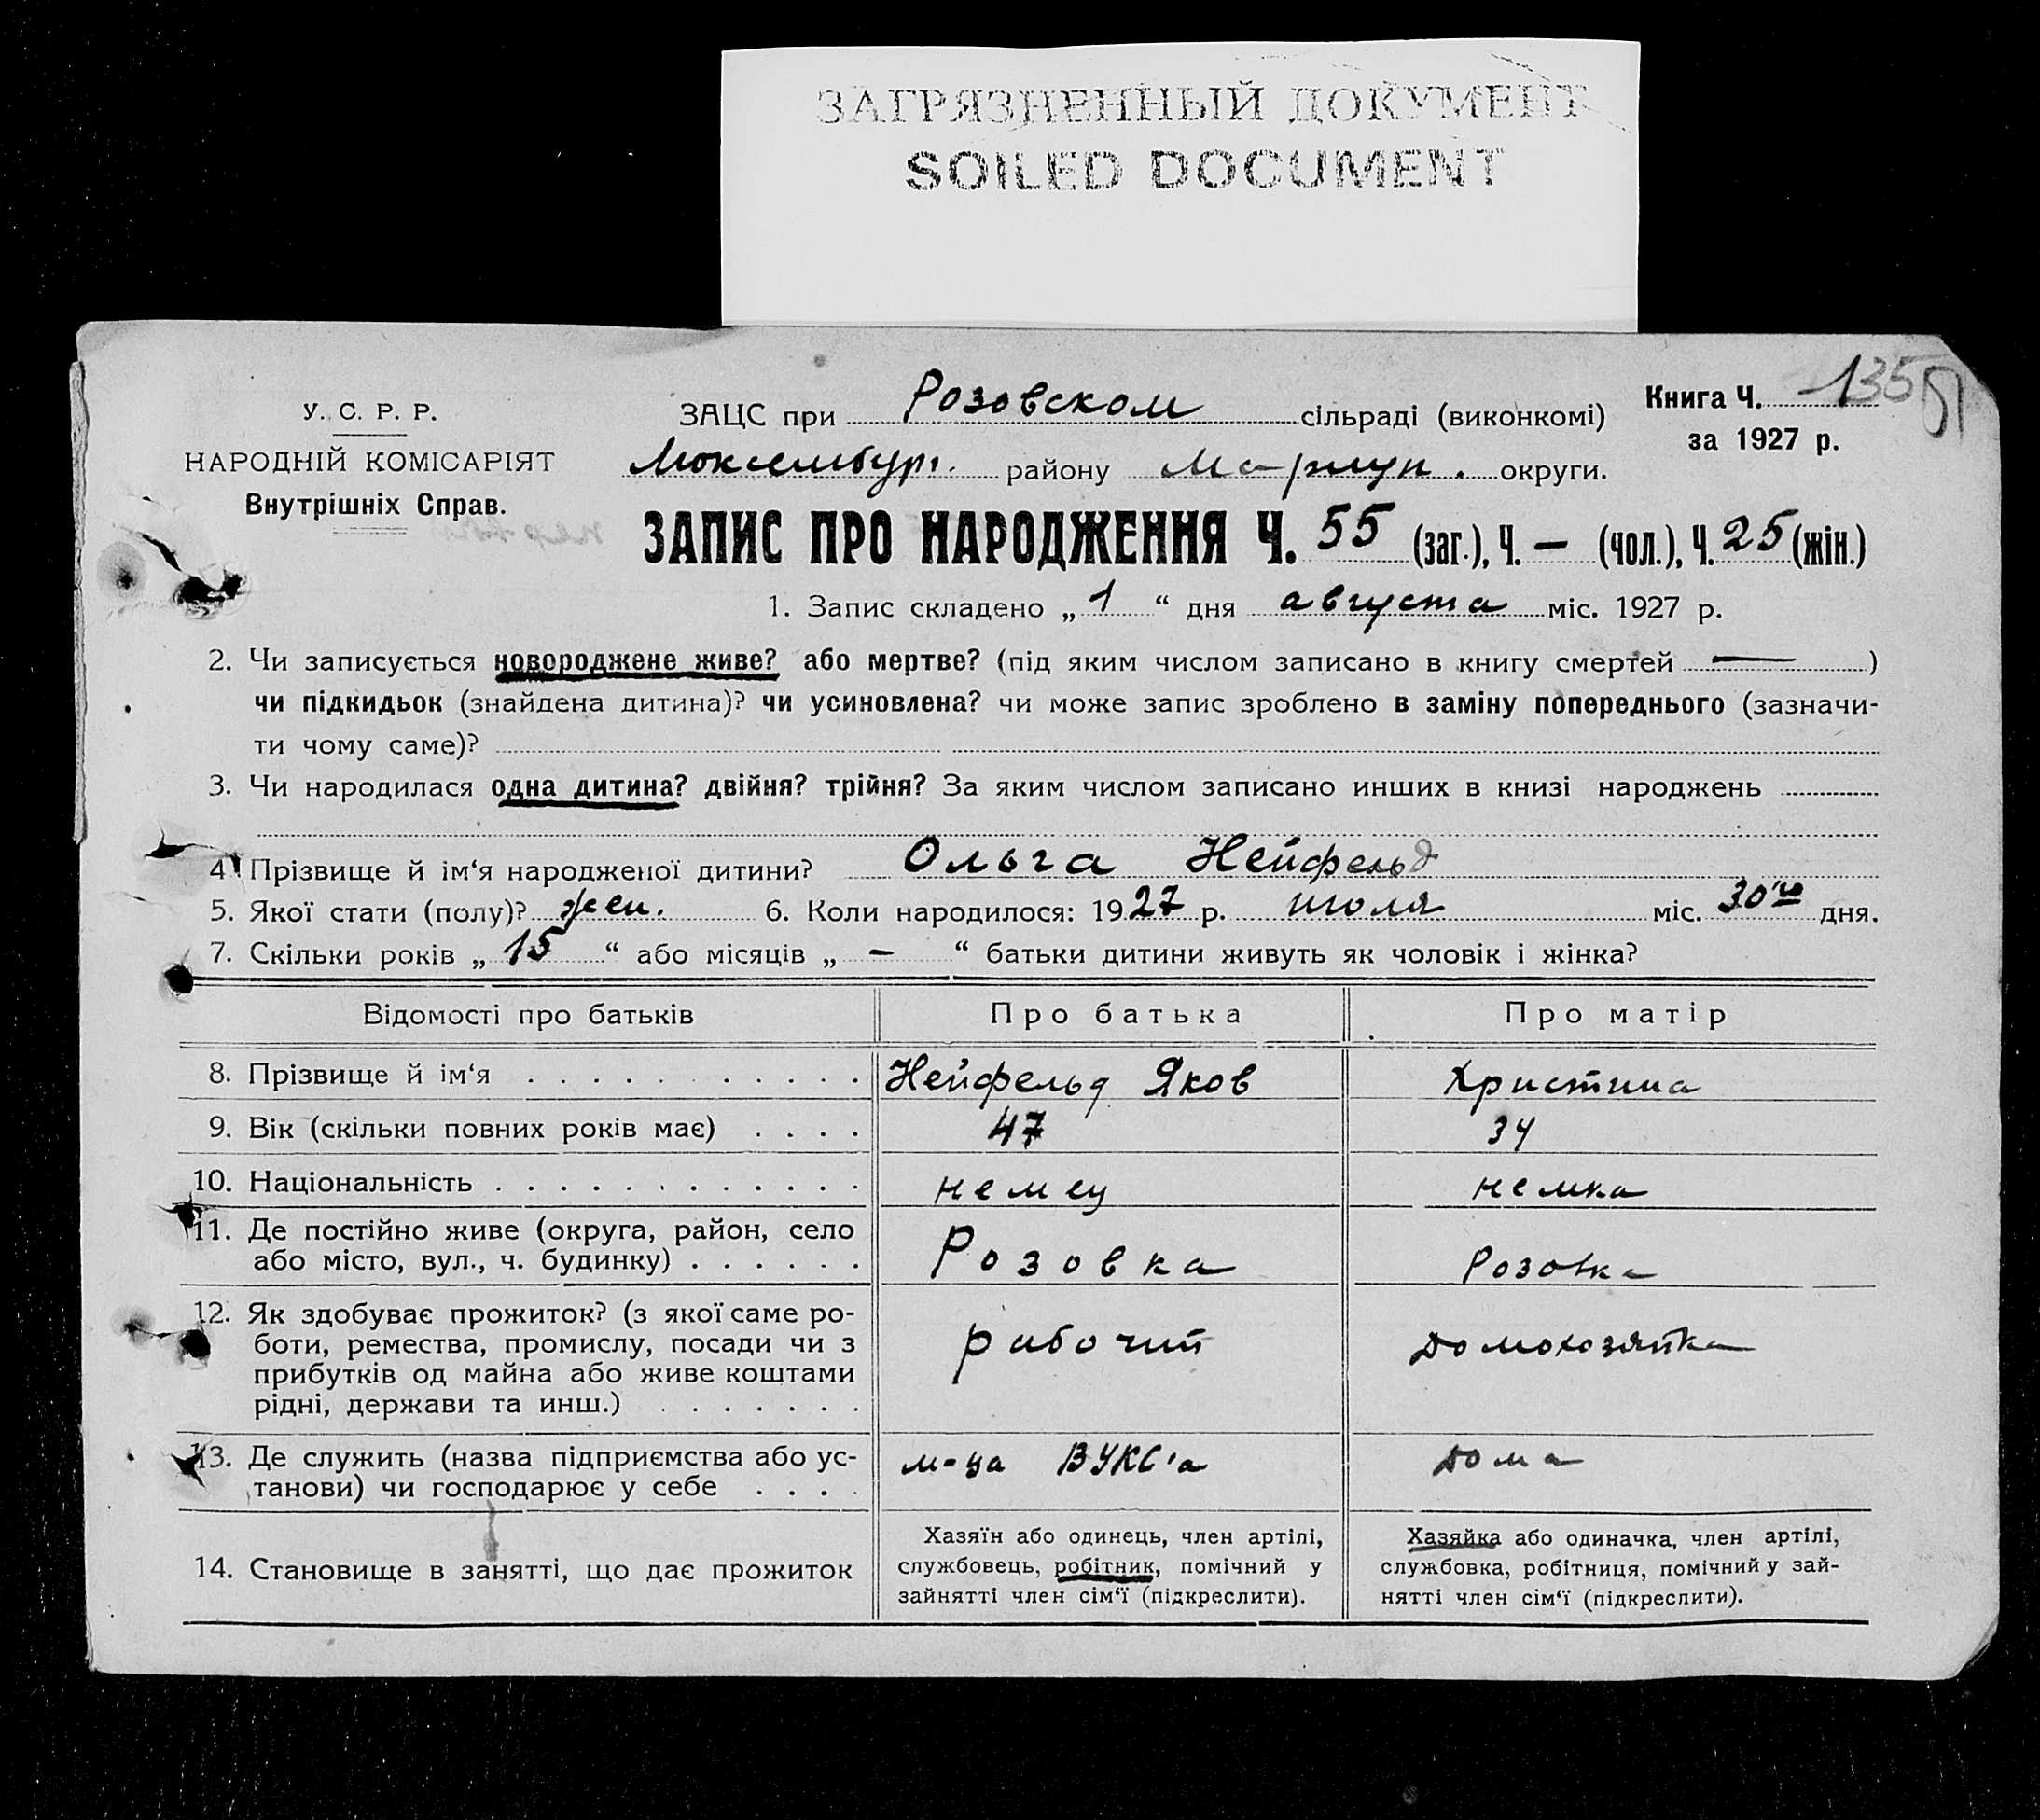 ЗАГРЯЗНЕННЫЙ ДОКУМЕНТ
SOILED DOCUMENT
У. С. Р. Р.
НАРОДНІЙ КОМІСАРІЯТ
Внутрішніх Справ.
ЗАЦС при Розовском сільраді (виконкомі)
Люксембург. району Мариуп. округи.
Книга Ч. 135 51
за 1927 р.
ЗАПИС ПРО НАРОДЖЕННЯ Ч. 55 (заг.), Ч. — (чол.), Ч. 25 (жін.)
1. Запис складено „ 1 “ дня августа міс. 1927 р.
2. Чи записується новороджене живе? або мертве? (під яким числом записано в книгу смертей — )
чи підкидьок (знайдена дитина)? чи усиновлена? чи може запис зроблено в заміну попереднього (зазначи-
ти чому саме)?
3. Чи народилася одна дитина? двійня? трійня? За яким числом записано инших в книзі народжень
4. Прізвище й ім‘я народженої дитини? Ольга Нейфельд
5. Якої стати (полу)? жен. 6. Коли народилося: 1927 р. июля міс. 30го дня.
7. Скільки років „ 15 “ або місяців „ — “ батьки дитини живуть як чоловік і жінка?
Відомості про батьків Про батька Про матір
8. Прізвище й ім‘я Нейфельд Яков Христина
9. Вік (скільки повних років має) 47 34
10. Національність немец немка
11. Де постійно живе (округа, район, село
або місто, вул., ч. будинку) Розовка Розовка
12. Як здобуває прожиток? (з якої саме ро-
боти, ремества, промислу, посади чи з
прибутків од майна або живе коштами
рідні, держави та инш.) рабочий домохозяйка
13. Де служить (назва підприємства або ус-
танови) чи господарює у себе м-ца ВУКС'а дома
14. Становище в занятті, що дає прожиток
Хазяїн або одинець, член артілі,
службовець, робітник, помічний у
зайнятті член сім‘ї (підкреслити).
Хазяйка або одиначка, член артілі,
службовка, робітниця, помічний у зай-
нятті член сім‘ї (підкреслити).